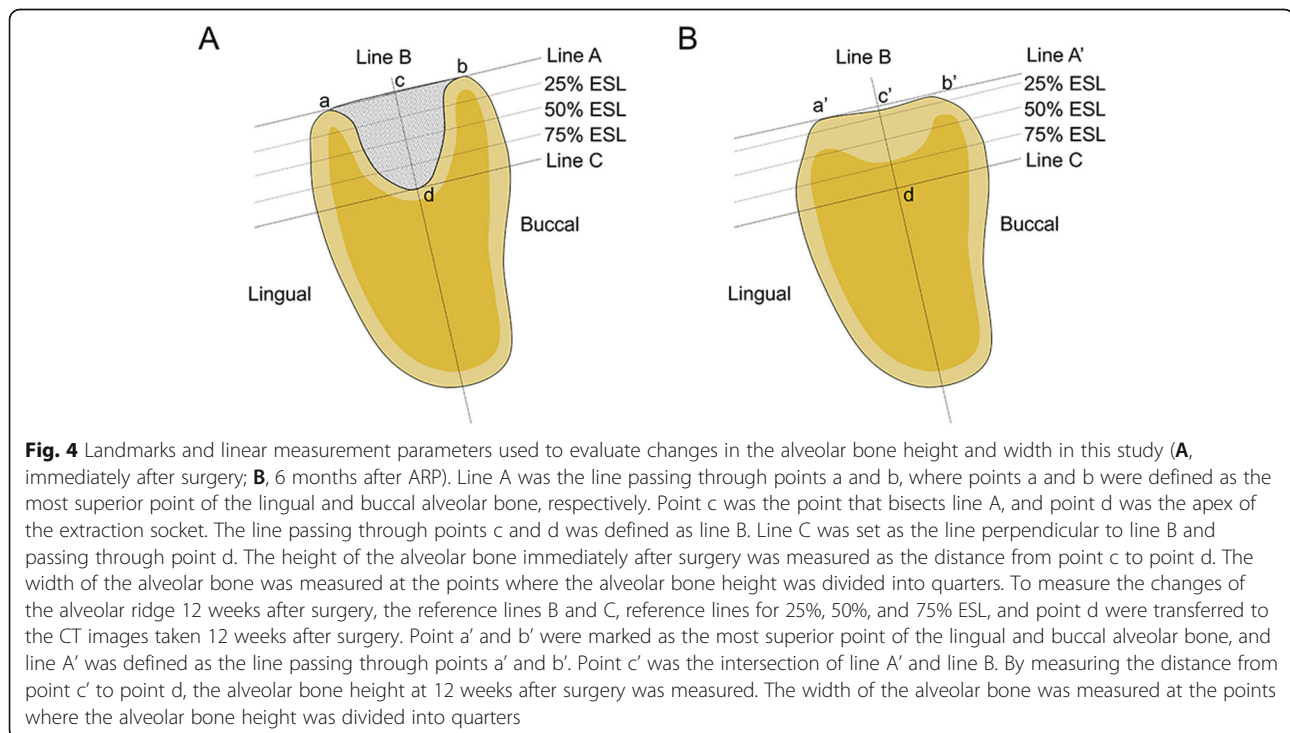 A
B
Line B
Line A
c
b
a
25% ESL
50% ESL
75% ESL
Line C
d
Buccal
Lingual
Line B
Line A’
c’
b’
a’
25% ESL
50% ESL
75% ESL
Line C
d
Buccal
Lingual
Fig. 4 Landmarks and linear measurement parameters used to evaluate changes in the alveolar bone height and width in this study (A,
immediately after surgery; B, 6 months after ARP). Line A was the line passing through points a and b, where points a and b were defined as the
most superior point of the lingual and buccal alveolar bone, respectively. Point c was the point that bisects line A, and point d was the apex of
the extraction socket. The line passing through points c and d was defined as line B. Line C was set as the line perpendicular to line B and
passing through point d. The height of the alveolar bone immediately after surgery was measured as the distance from point c to point d. The
width of the alveolar bone was measured at the points where the alveolar bone height was divided into quarters. To measure the changes of
the alveolar ridge 12 weeks after surgery, the reference lines B and C, reference lines for 25%, 50%, and 75% ESL, and point d were transferred to
the CT images taken 12 weeks after surgery. Point a’ and b’ were marked as the most superior point of the lingual and buccal alveolar bone, and
line A’ was defined as the line passing through points a’ and b’. Point c’ was the intersection of line A’ and line B. By measuring the distance from
point c’ to point d, the alveolar bone height at 12 weeks after surgery was measured. The width of the alveolar bone was measured at the points
where the alveolar bone height was divided into quarters